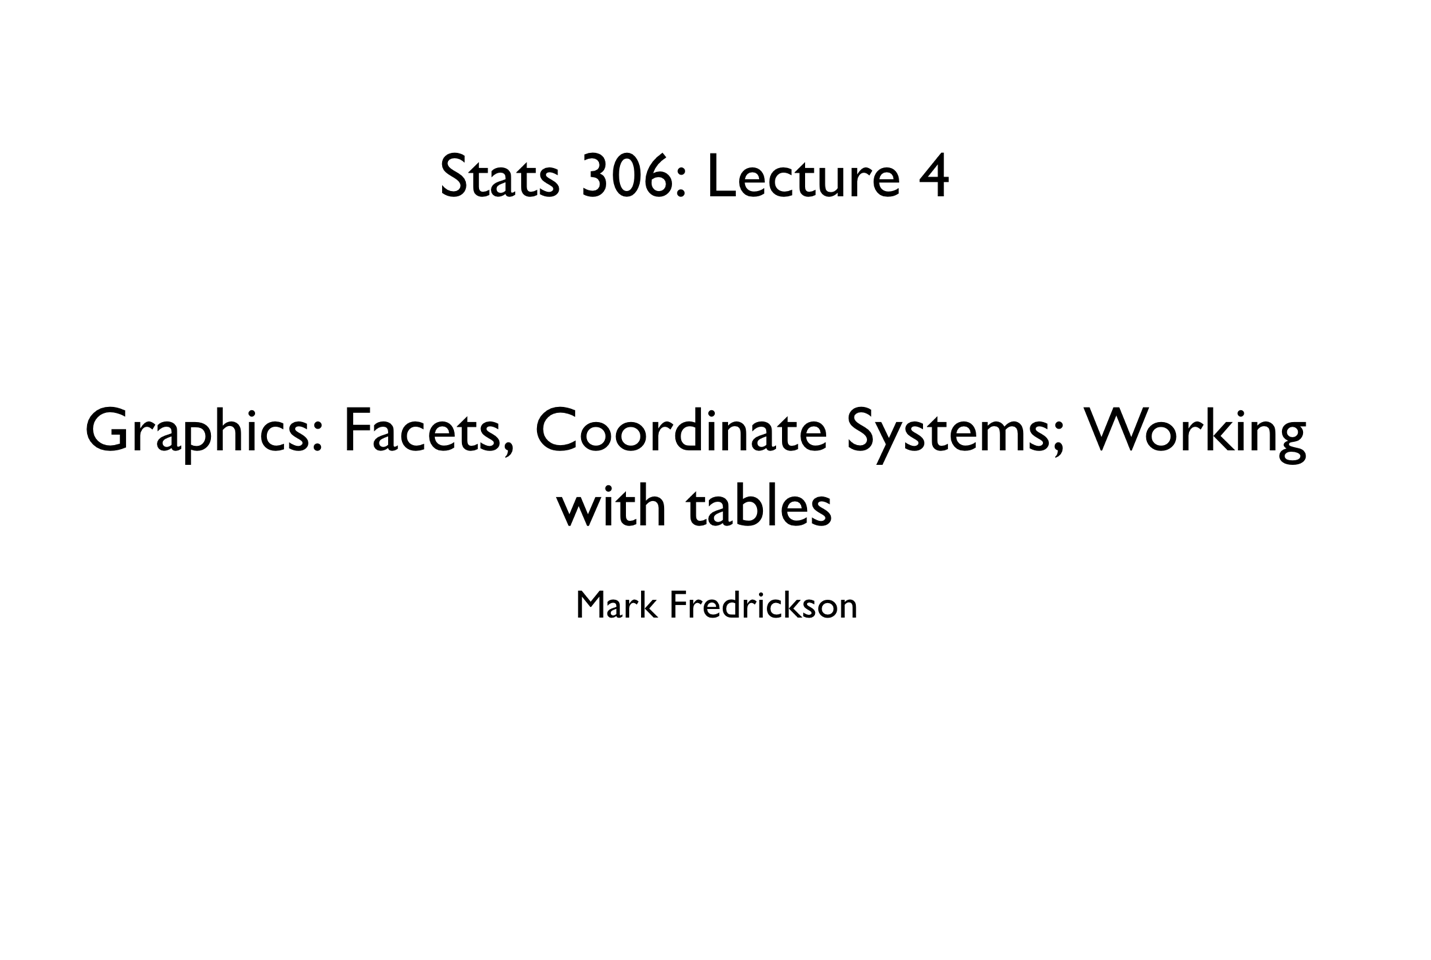 Stats 306: Lecture 4
Graphics: Facets, Coordinate Systems; Working
with tables
Mark Fredrickson